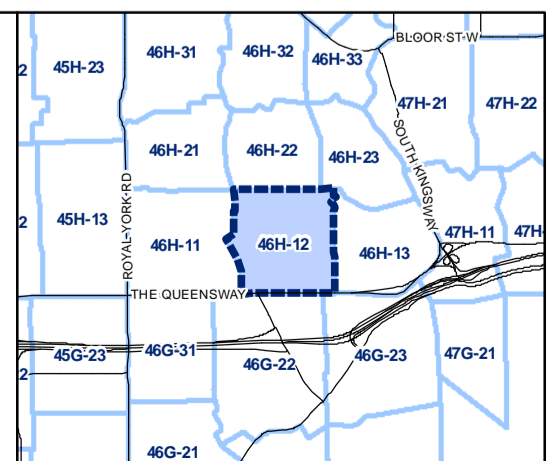 BLOOR ST W
46H-31
46H-32
46H-33
45H-23
2
47H-21
47H-22
46H-21
46H-22
46H-23
SOUTH KINGSWAY
ROYAL YORK RD
45H-13
2
46H-11
46H-12
46H-13
47H-11
47H-
THE QUEENSWAY
45G-23
46G-31
46G-22
46G-23
47G-21
2
46G-21